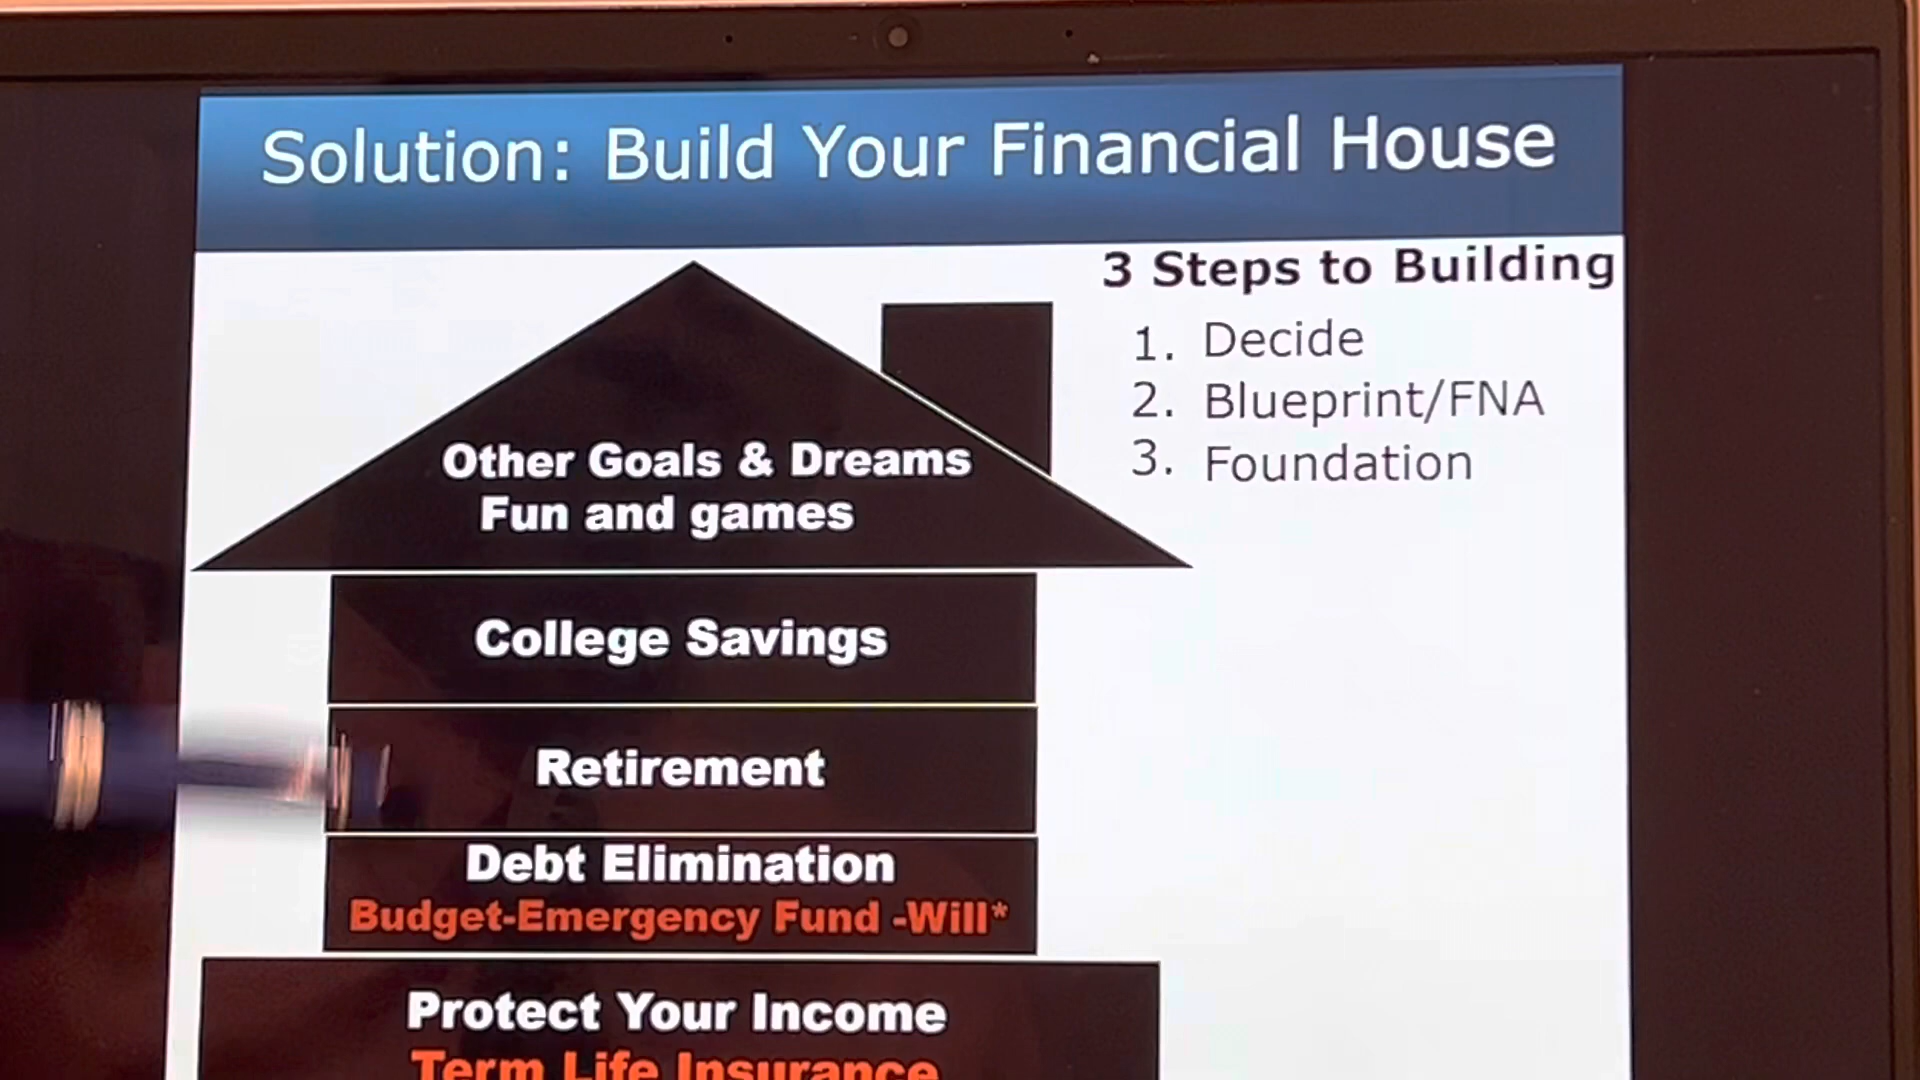 Solution: Build Your Financial House
3 Steps to Building
1. Decide
2. Blueprint/FNA
3. Foundation
Other Goals & Dreams
Fun and games
College Savings
Retirement
Debt Elimination
Budget-Emergency Fund -Will*
Protect Your Income
Term Life Insurance